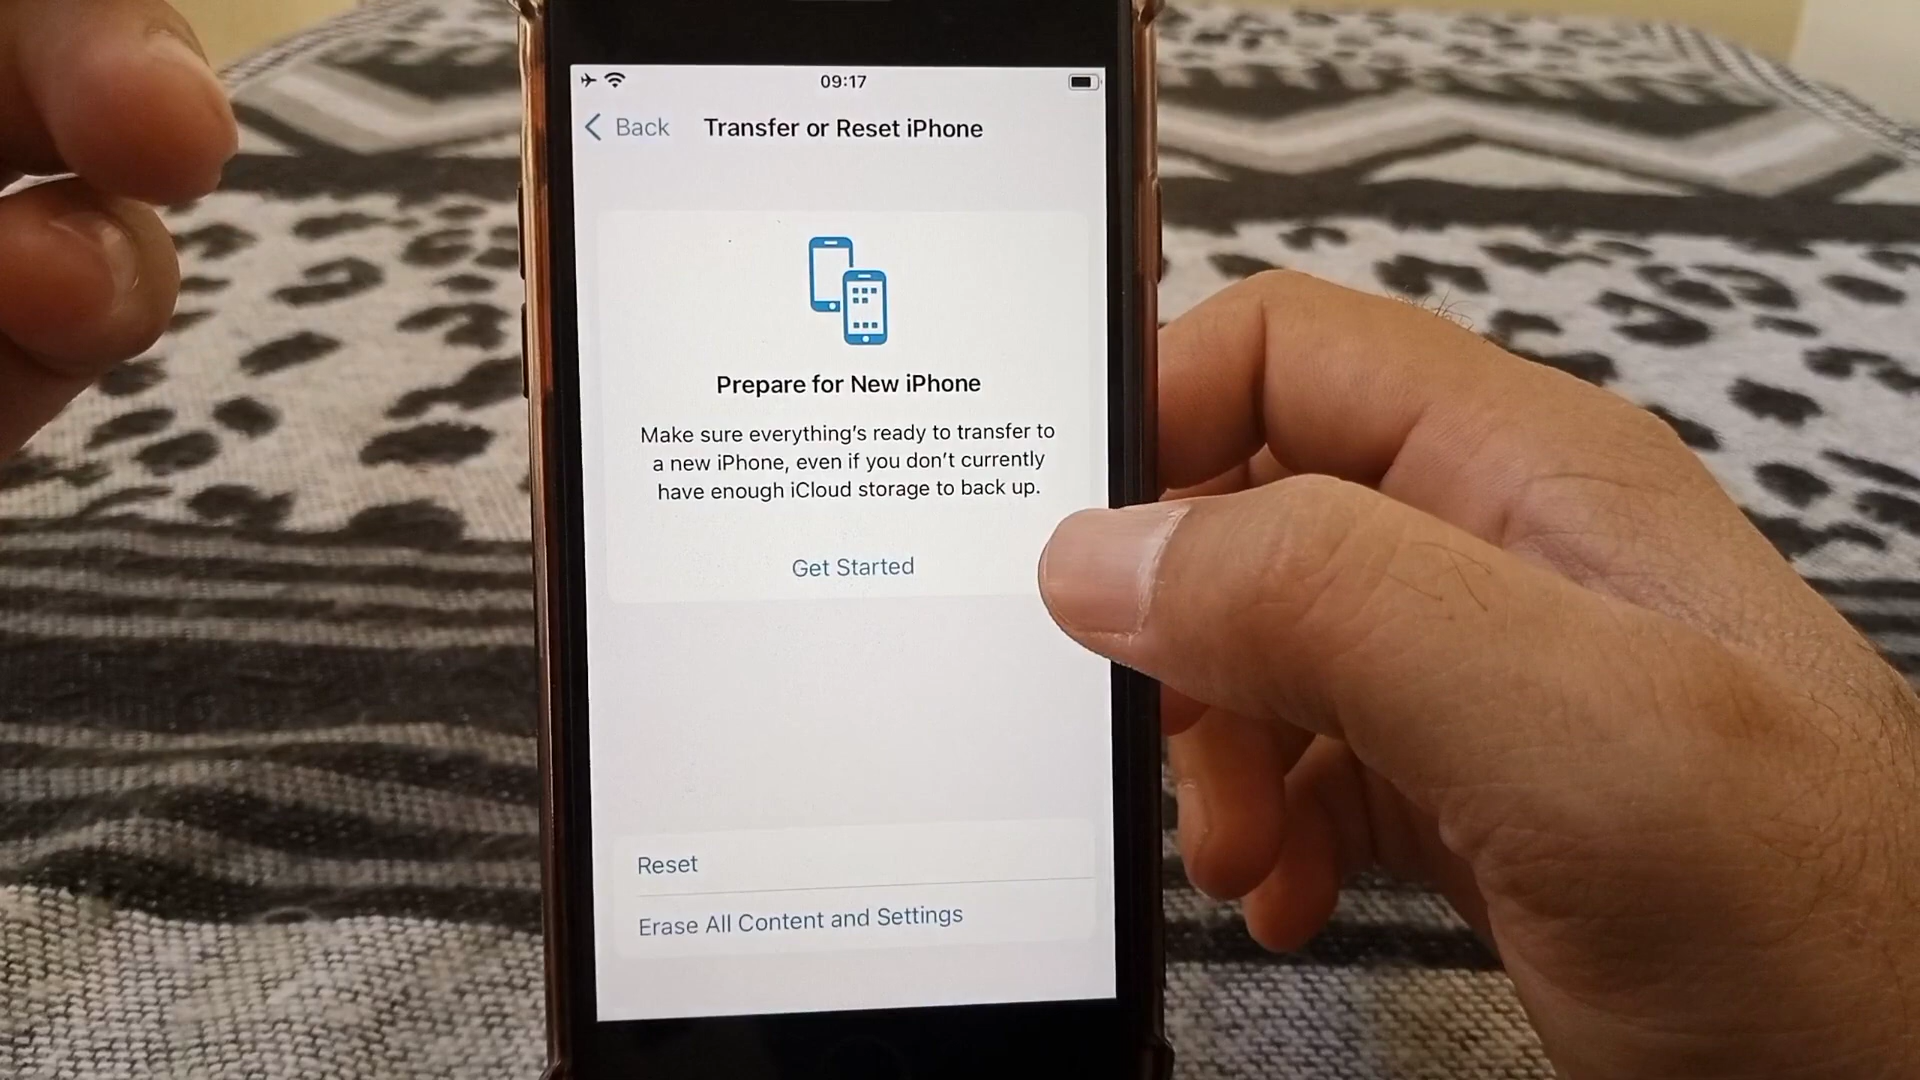 09:17
Back
Transfer or Reset iPhone
Prepare for New iPhone
Make sure everything's ready to transfer to
a new iPhone, even if you don't currently
have enough iCloud storage to back up.
Get Started
Reset
Erase All Content and Settings